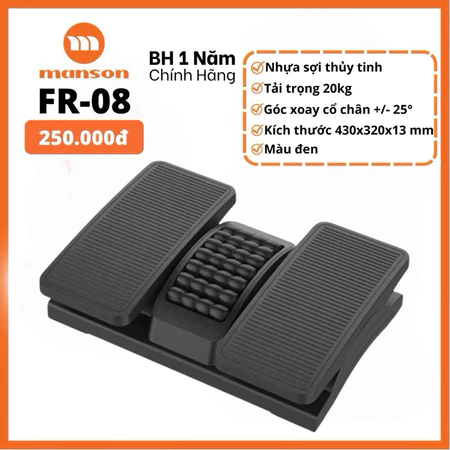 manson
FR-08
250.000đ
BH 1 Năm
Chính Hãng
Nhựa sợi thủy tinh
Tải trọng 20kg
Góc xoay cổ chân +/- 25°
Kích thước 430x320x13 mm
Màu đen